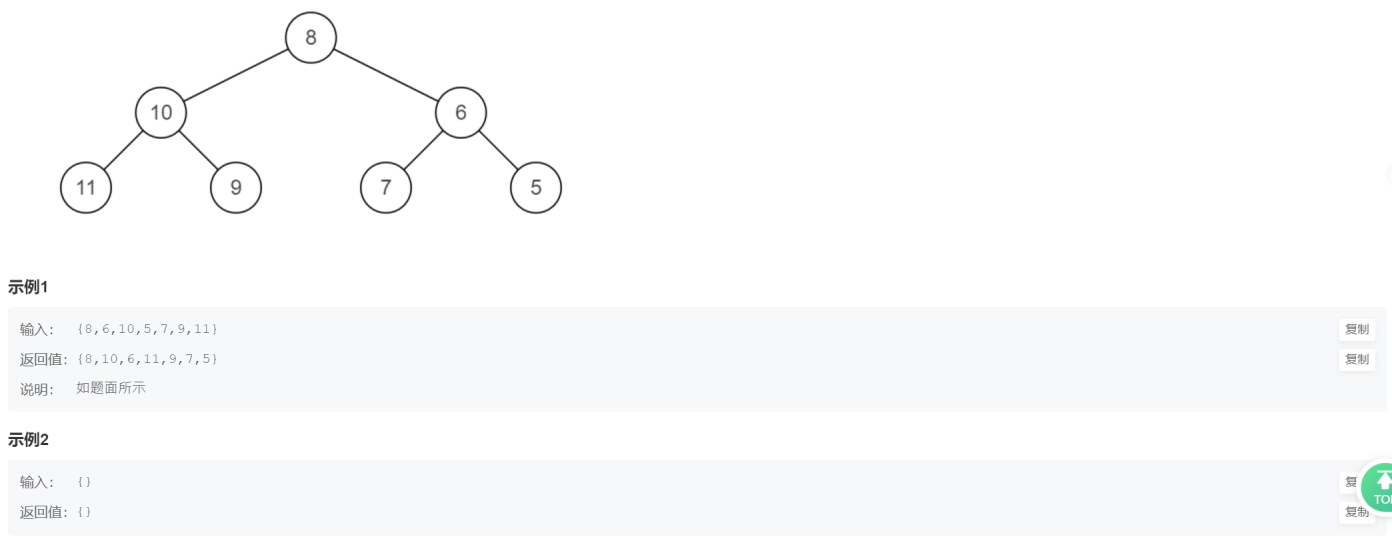 8
10
6
11
9
7
5
示例1
输入： {8,6,10,5,7,9,11}
复制
返回值：{8,10,6,11,9,7,5}
复制
说明： 如题面所示
示例2
输入： {}
复
返回值：{}
复制